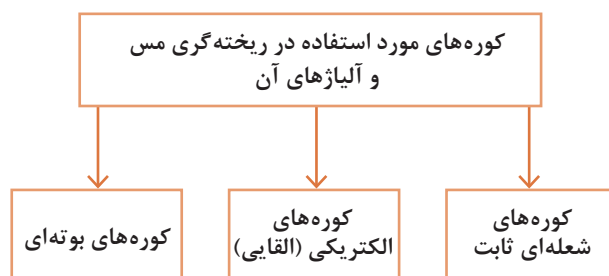 کوره‌های مورد استفاده در ریخته‌گری مس
و آلیاژهای آن
کوره‌های
شعله‌ای ثابت
کوره‌های
الکتریکی (القایی)
کوره‌های بوته‌ای